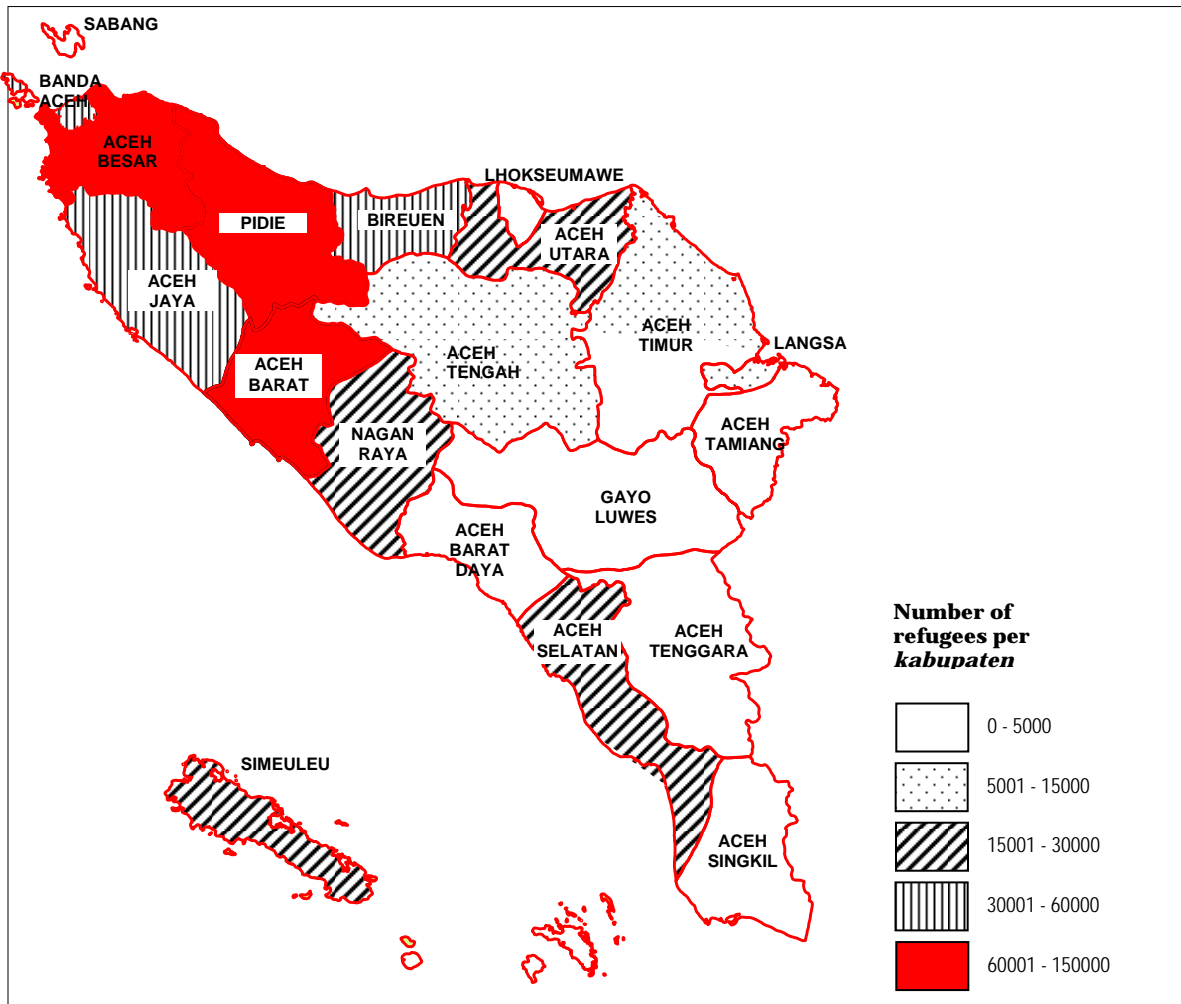 SABANG
BANDA
ACEH
ACEH
BESAR
PIDIE
BIREUEN
LHOKSEUMAWE
ACEH
UTARA
ACEH
JAYA
ACEH
BARAT
ACEH
TENGAH
ACEH
TIMUR
LANGSA
ACEH
TAMIANG
NAGAN
RAYA
GAYO
LUWES
ACEH
BARAT
DAYA
ACEH
SELATAN
ACEH
TENGGARA
SIMEULEU
ACEH
SINGKIL
Number of
refugees per
kabupaten
0 - 5000
5001 - 15000
15001 - 30000
30001 - 60000
60001 - 150000